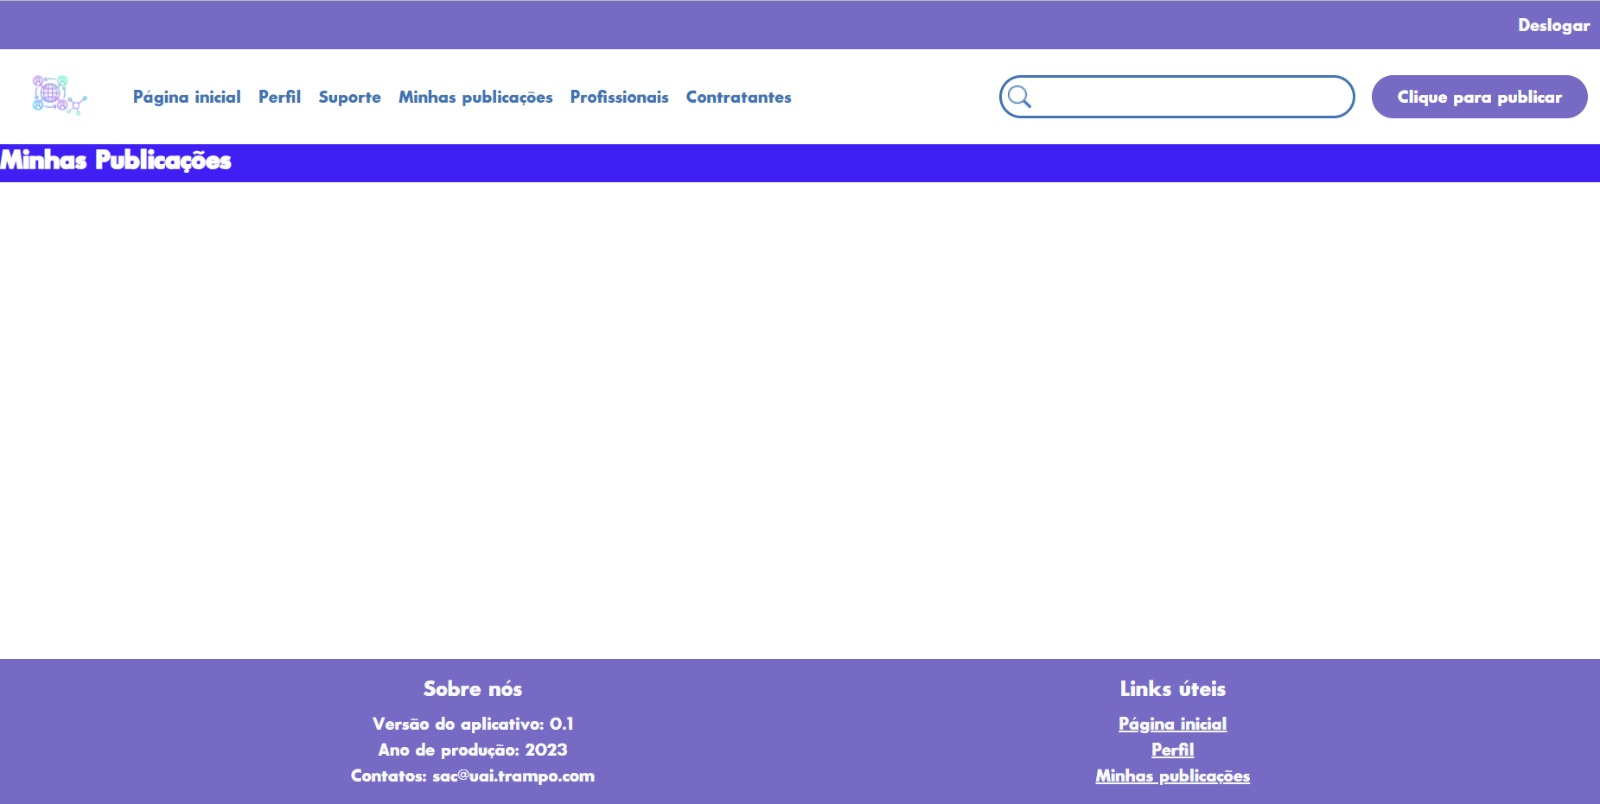 Deslogar
Página inicial Perfil Suporte Minhas publicações Profissionais Contratantes Clique para publicar
Minhas Publicações
Sobre nós
Versão do aplicativo: 0.1
Ano de produção: 2023
Contatos: sac@uai.trampo.com
Links úteis
Página inicial
Perfil
Minhas publicações